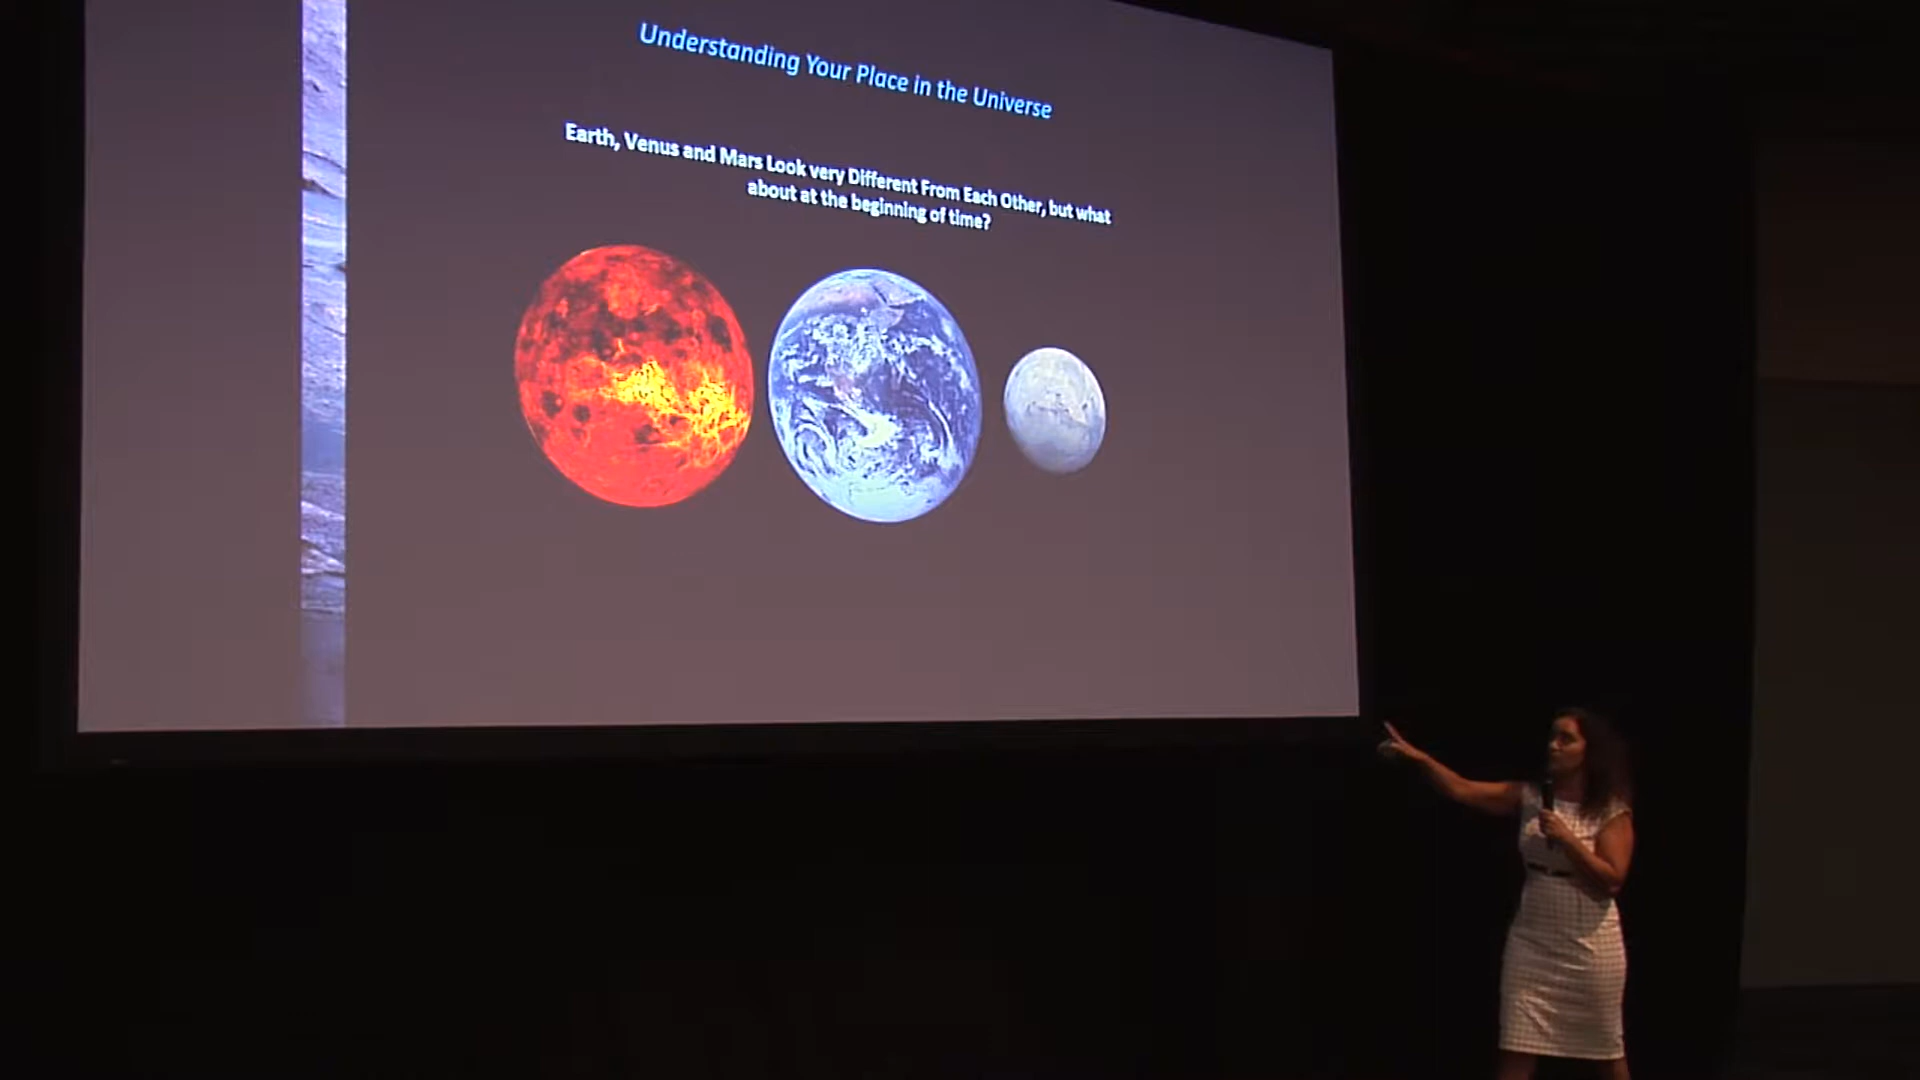 Understanding Your Place in the Universe
Earth, Venus and Mars Look very Different From Each Other, but what
about at the beginning of time?